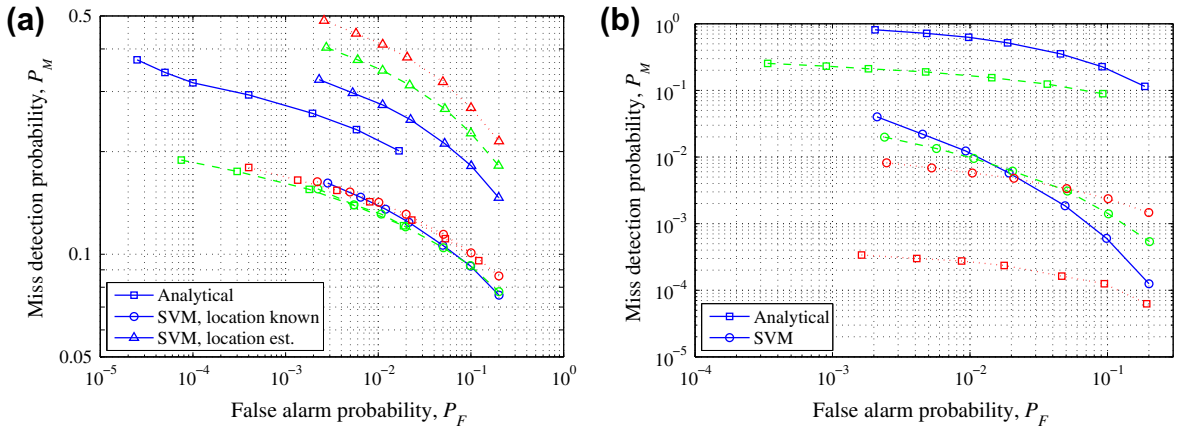 (a)
0.5
0.1
0.05
Miss detection probability, P_M
Analytical
SVM, location known
SVM, location est.
10^-5
10^-4
10^-3
10^-2
10^-1
10^0
False alarm probability, P_F
(b)
10^0
10^-1
10^-2
10^-3
10^-4
10^-5
Miss detection probability, P_M
Analytical
SVM
10^-4
10^-3
10^-2
10^-1
False alarm probability, P_F